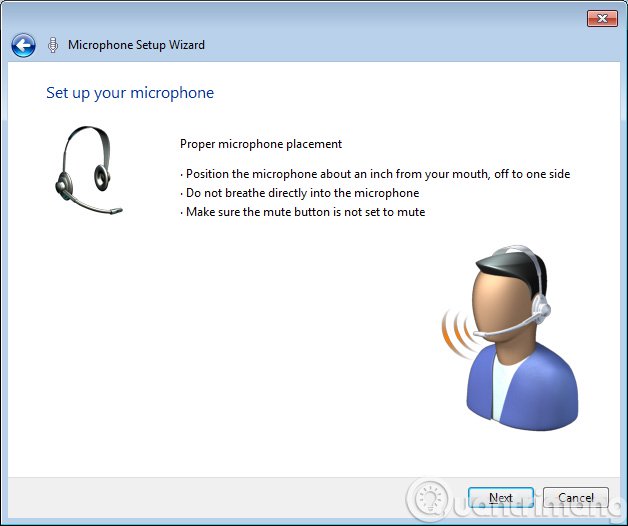 Microphone Setup Wizard
Set up your microphone
Proper microphone placement
· Position the microphone about an inch from your mouth, off to one side
· Do not breathe directly into the microphone
· Make sure the mute button is not set to mute
Next
Cancel
Quantrimang